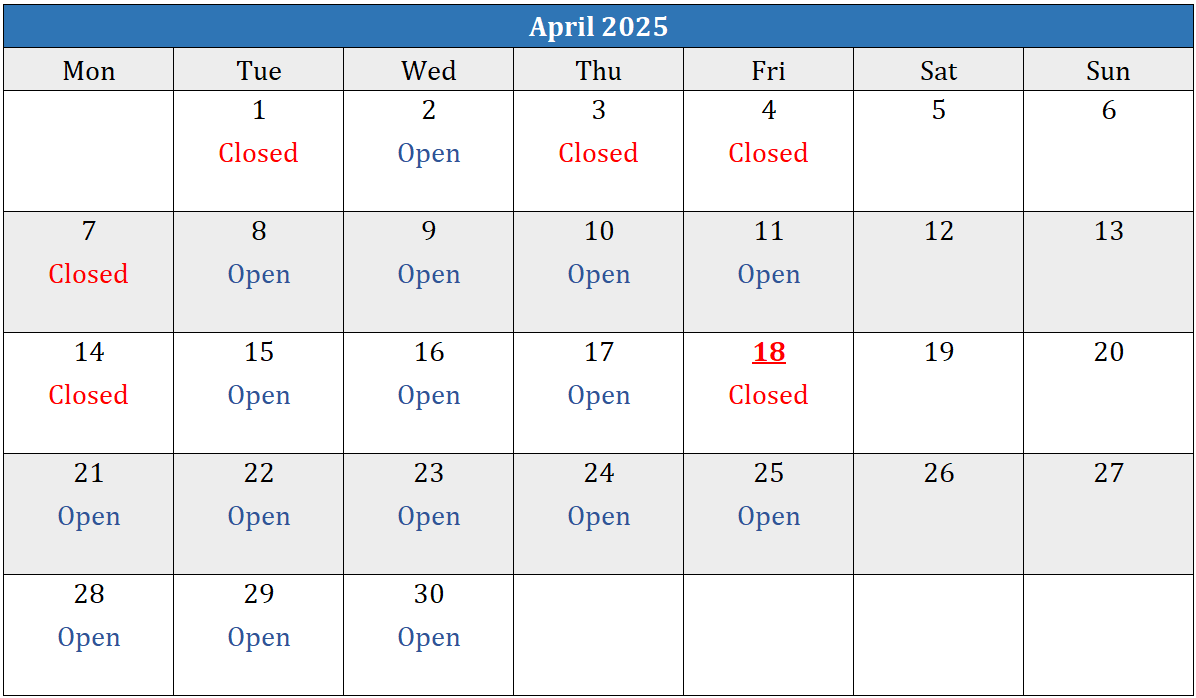 April 2025
Mon Tue Wed Thu Fri Sat Sun
1 2 3 4 5 6
Closed Open Closed Closed
7 8 9 10 11 12 13
Closed Open Open Open Open
14 15 16 17 18 19 20
Closed Open Open Open Closed
21 22 23 24 25 26 27
Open Open Open Open Open
28 29 30
Open Open Open